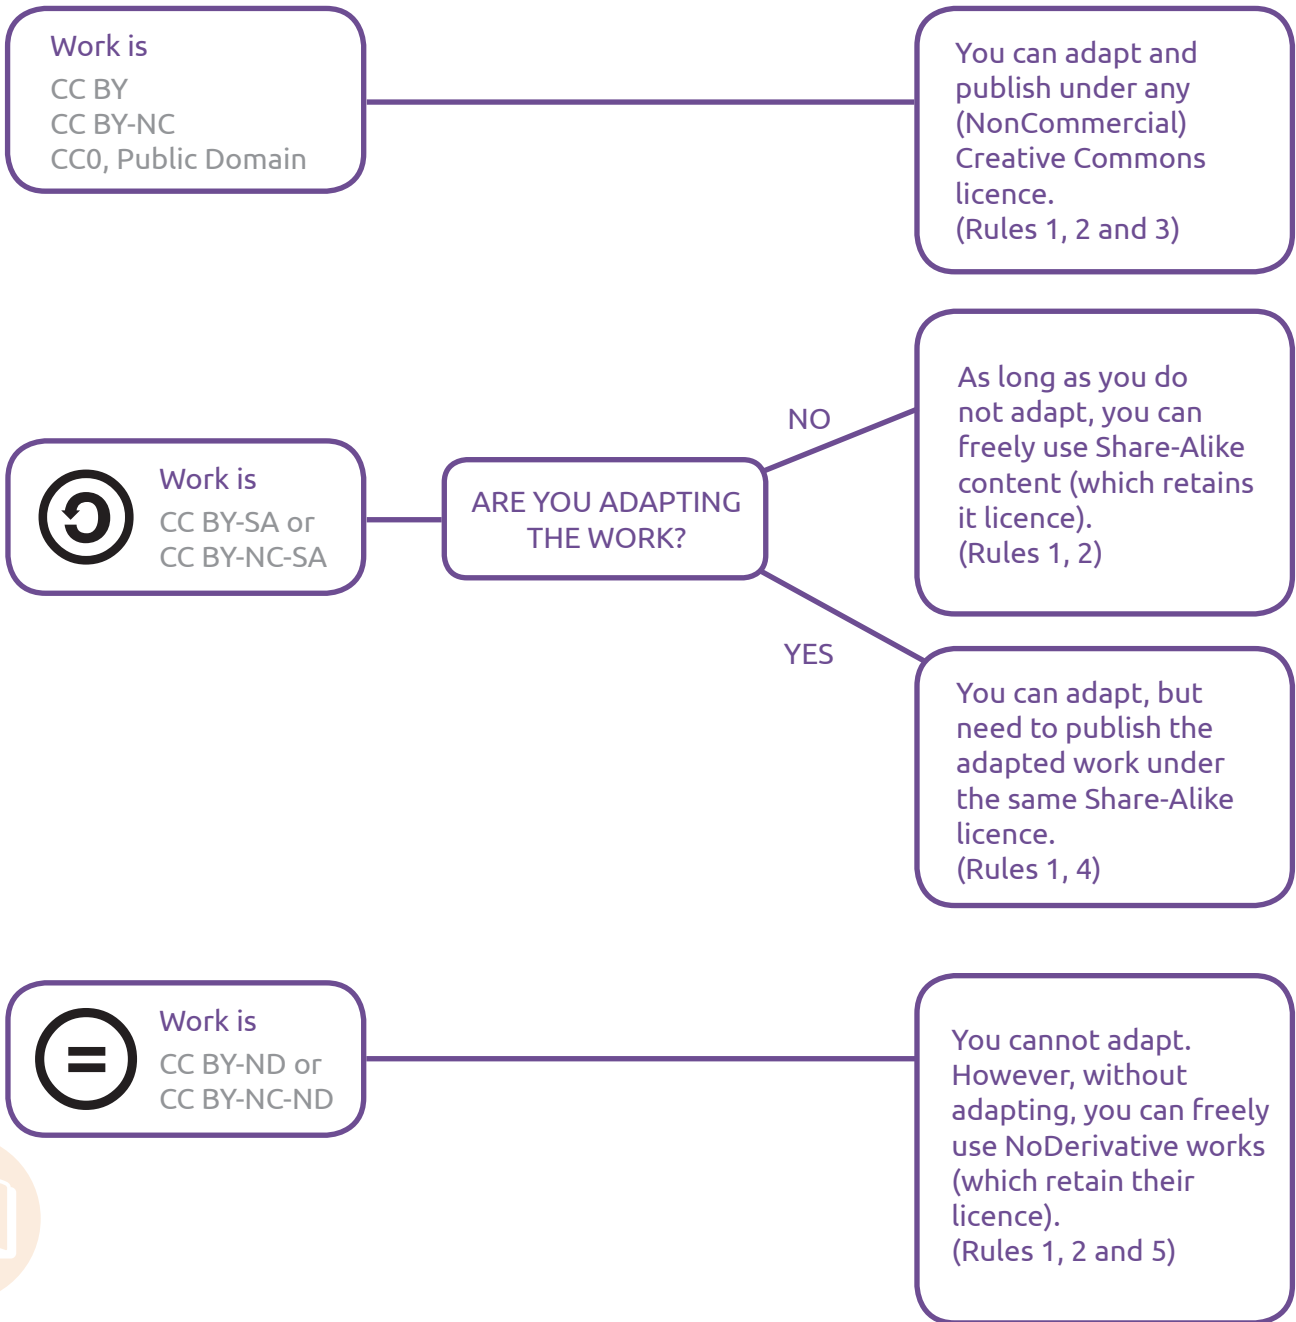 Work is
CC BY
CC BY-NC
CC0, Public Domain
You can adapt and
publish under any
(NonCommercial)
Creative Commons
licence.
(Rules 1, 2 and 3)
Work is
CC BY-SA or
CC BY-NC-SA
ARE YOU ADAPTING
THE WORK?
NO
As long as you do
not adapt, you can
freely use Share-Alike
content (which retains
it licence).
(Rules 1, 2)
YES
You can adapt, but
need to publish the
adapted work under
the same Share-Alike
licence.
(Rules 1, 4)
Work is
CC BY-ND or
CC BY-NC-ND
You cannot adapt.
However, without
adapting, you can freely
use NoDerivative works
(which retain their
licence).
(Rules 1, 2 and 5)